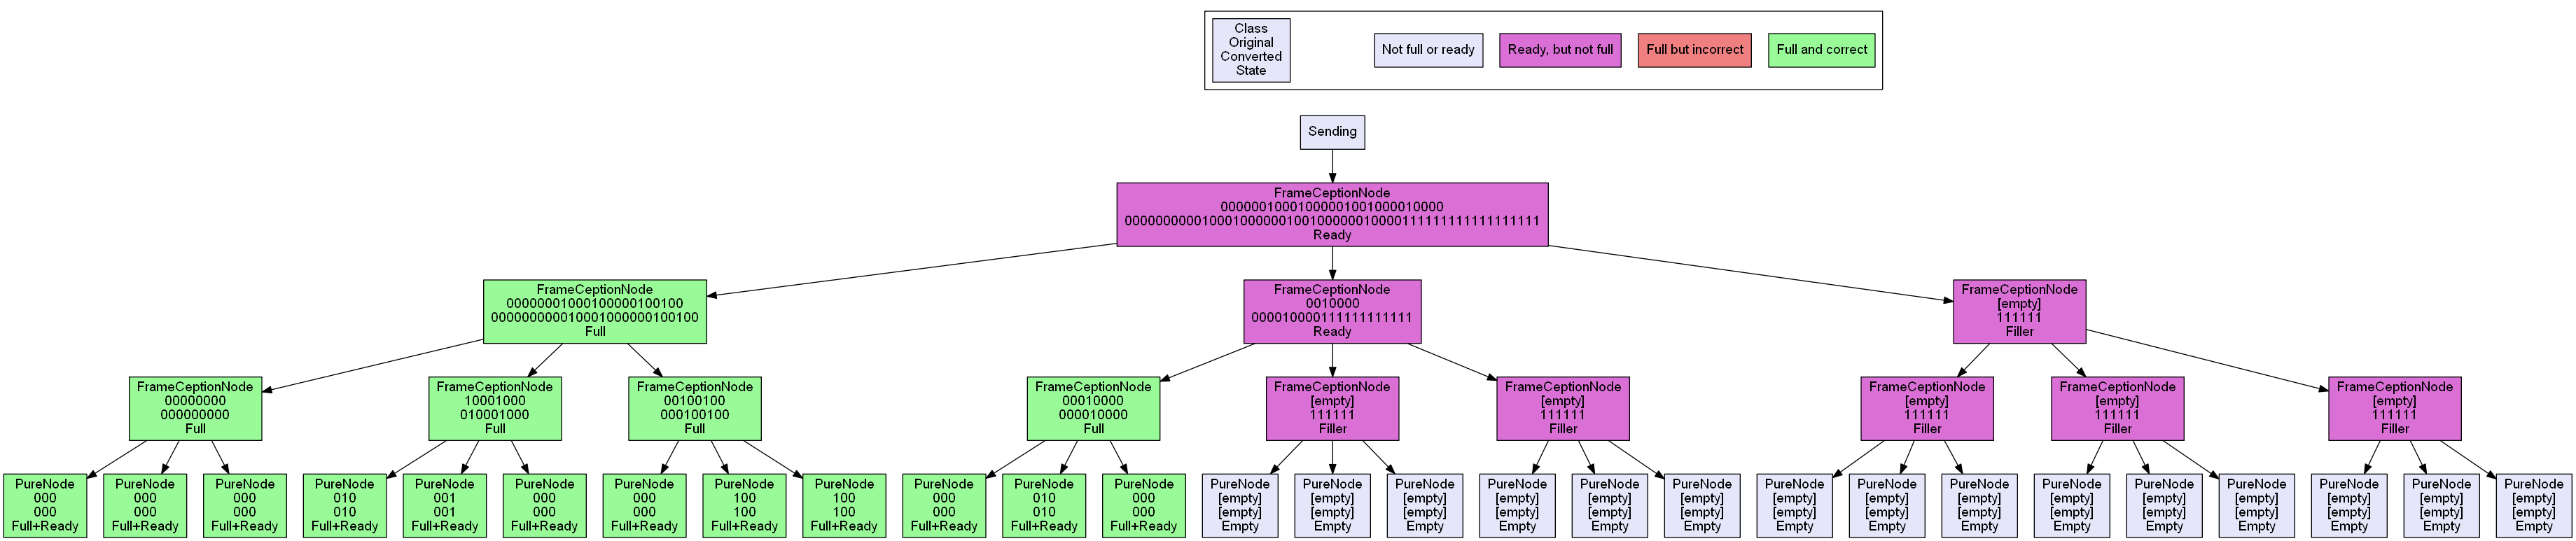 Class
Original
Converted
State
Not full or ready
Ready, but not full
Full but incorrect
Full and correct
Sending
FrameCeptionNode
00000010001000001001000010000
000000000010001000000100100000010000111111111111111111
Ready
FrameCeptionNode
00000001000100000100100
000000000010001000000100100
Full
FrameCeptionNode
0010000
000010000111111111111
Ready
FrameCeptionNode
[empty]
111111
Filler
FrameCeptionNode
00000000
000000000
Full
FrameCeptionNode
10001000
010001000
Full
FrameCeptionNode
00100100
000100100
Full
FrameCeptionNode
00010000
000010000
Full
FrameCeptionNode
[empty]
111111
Filler
FrameCeptionNode
[empty]
111111
Filler
FrameCeptionNode
[empty]
111111
Filler
FrameCeptionNode
[empty]
111111
Filler
FrameCeptionNode
[empty]
111111
Filler
PureNode
000
000
Full+Ready
PureNode
000
000
Full+Ready
PureNode
000
000
Full+Ready
PureNode
010
010
Full+Ready
PureNode
001
001
Full+Ready
PureNode
000
000
Full+Ready
PureNode
000
000
Full+Ready
PureNode
100
100
Full+Ready
PureNode
100
100
Full+Ready
PureNode
000
000
Full+Ready
PureNode
010
010
Full+Ready
PureNode
000
000
Full+Ready
PureNode
[empty]
[empty]
Empty
PureNode
[empty]
[empty]
Empty
PureNode
[empty]
[empty]
Empty
PureNode
[empty]
[empty]
Empty
PureNode
[empty]
[empty]
Empty
PureNode
[empty]
[empty]
Empty
PureNode
[empty]
[empty]
Empty
PureNode
[empty]
[empty]
Empty
PureNode
[empty]
[empty]
Empty
PureNode
[empty]
[empty]
Empty
PureNode
[empty]
[empty]
Empty
PureNode
[empty]
[empty]
Empty
PureNode
[empty]
[empty]
Empty
PureNode
[empty]
[empty]
Empty
PureNode
[empty]
[empty]
Empty